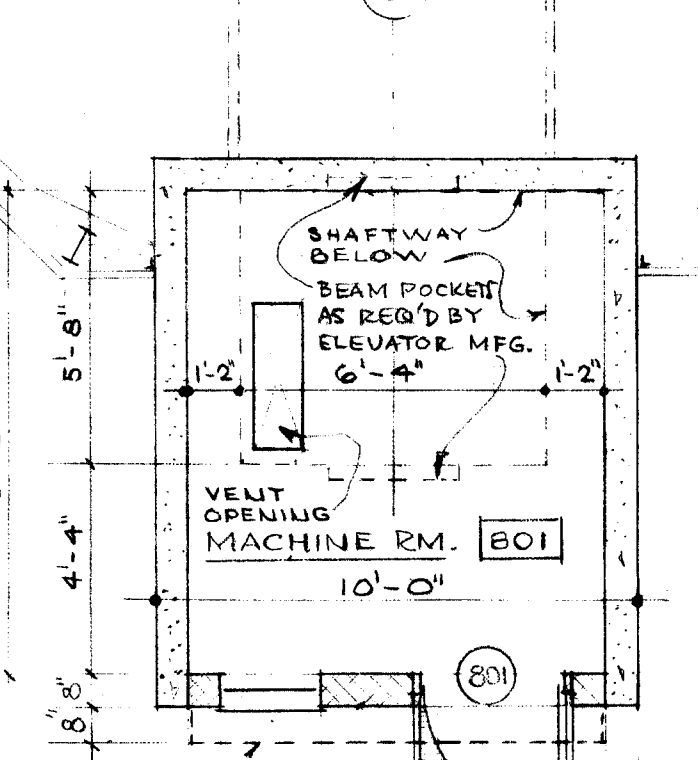 SHAFTWAY
BELOW
BEAM POCKETS
AS REQ'D BY
ELEVATOR MFG.
1'-2"
6'-4"
1'-2"
5'-8"
VENT
OPENING
MACHINE RM. 801
4'-4"
10'-0"
801
8"
8"